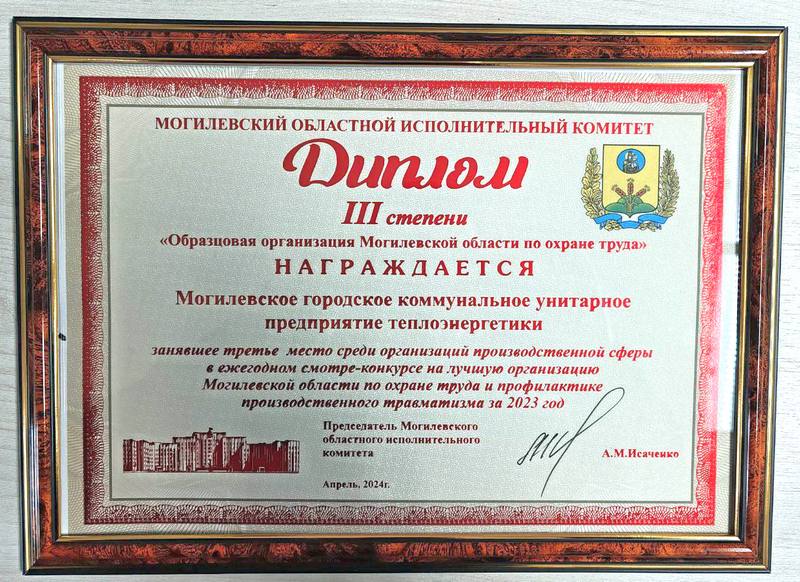 МОГИЛЕВСКИЙ ОБЛАСТНОЙ ИСПОЛНИТЕЛЬНЫЙ КОМИТЕТ
Диплом
III степени
«Образцовая организация Могилевской области по охране труда»
НАГРАЖДАЕТСЯ
Могилевское городское коммунальное унитарное
предприятие теплоэнергетики
занявшее третье место среди организаций производственной сферы
в ежегодном смотре-конкурсе на лучшую организацию
Могилевской области по охране труда и профилактике
производственного травматизма за 2023 год
Председатель Могилевского
областного исполнительного
комитета
А.М.Исаченко
Апрель, 2024г.